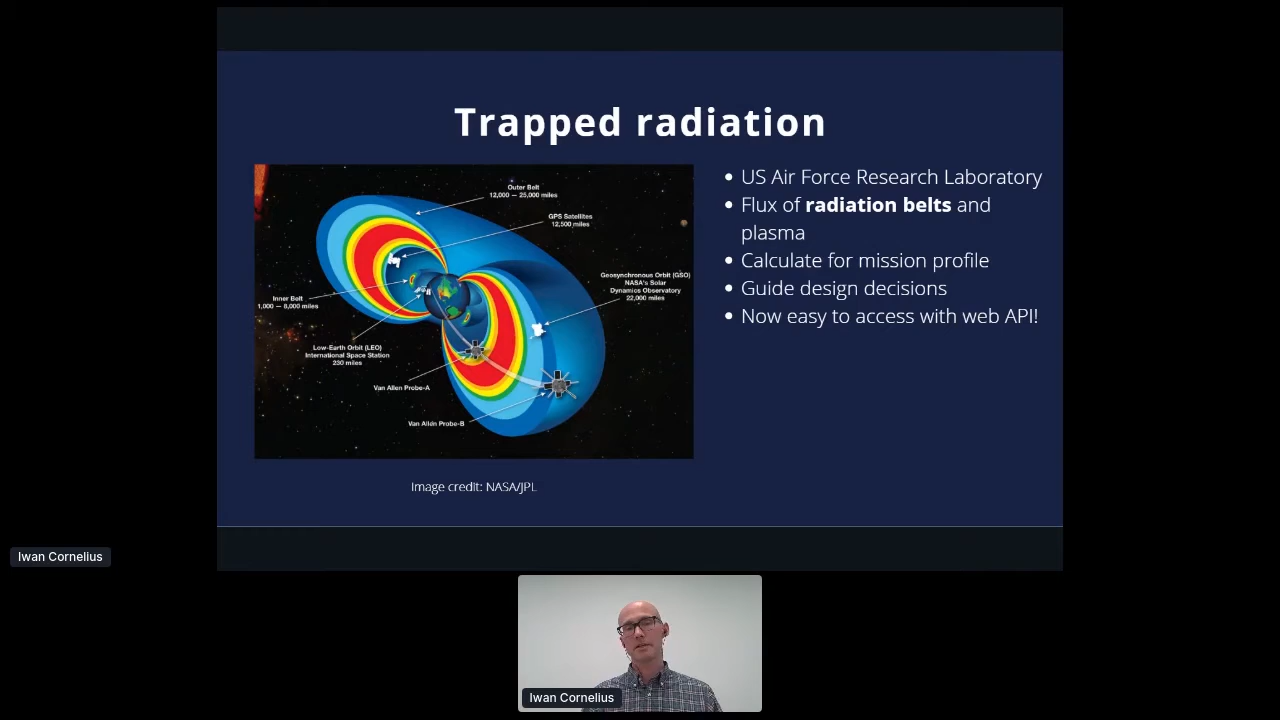 Trapped radiation
Outer Belt
12,000 — 25,000 miles
GPS Satellites
12,500 miles
Geosynchronous Orbit (GSO)
NASA's Solar
Dynamics Observatory
22,000 miles
Inner Belt
1,000 — 8,000 miles
Low-Earth Orbit (LEO)
International Space Station
230 miles
Van Allen Probe-A
Van Allen Probe-B
Image credit: NASA/JPL
• US Air Force Research Laboratory
• Flux of radiation belts and
plasma
• Calculate for mission profile
• Guide design decisions
• Now easy to access with web API!
Iwan Cornelius
Iwan Cornelius